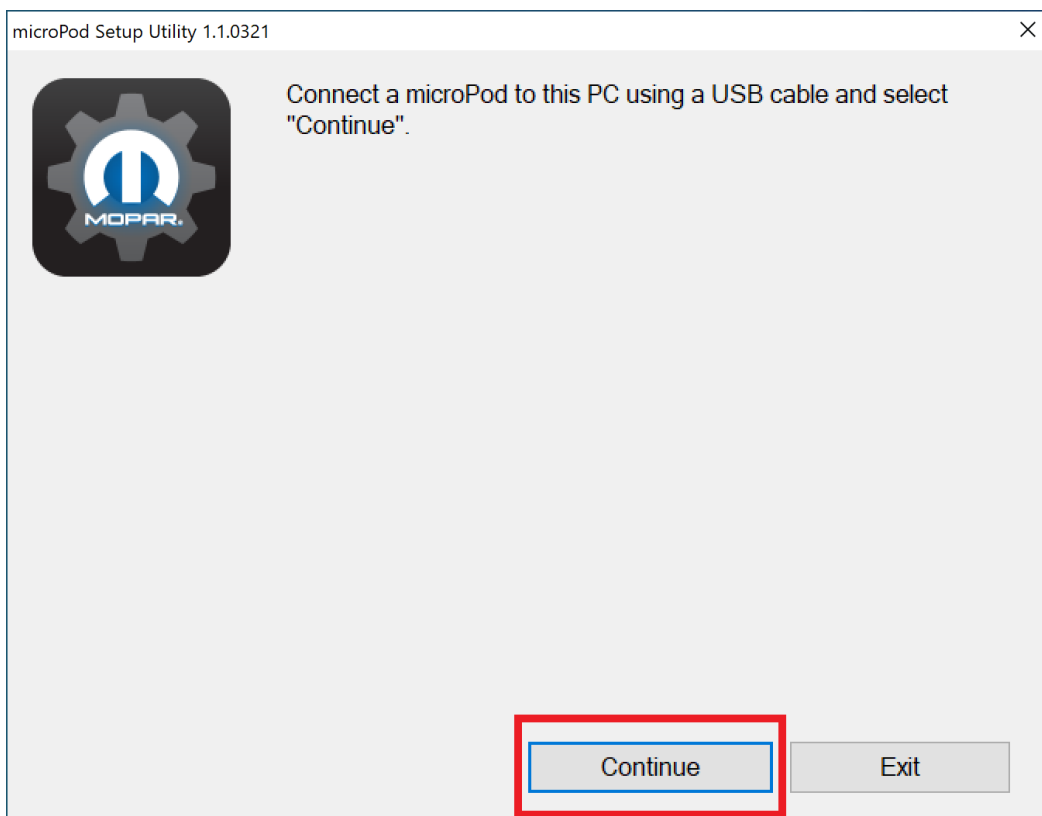 microPod Setup Utility 1.1.0321
Connect a microPod to this PC using a USB cable and select
"Continue".
MOPAR.
Continue
Exit